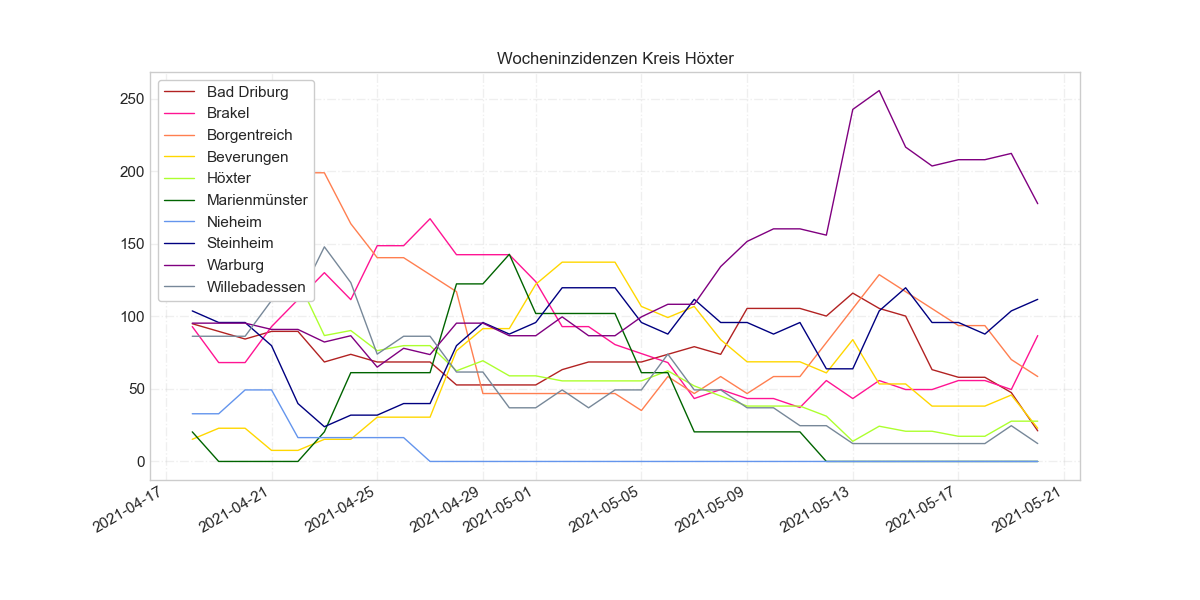 Wocheninzidenzen Kreis Höxter
Bad Driburg
Brakel
Borgentreich
Beverungen
Höxter
Marienmünster
Nieheim
Steinheim
Warburg
Willebadessen
250
200
150
100
50
0
2021-04-17
2021-04-21
2021-04-25
2021-04-29
2021-05-01
2021-05-05
2021-05-09
2021-05-13
2021-05-17
2021-05-21